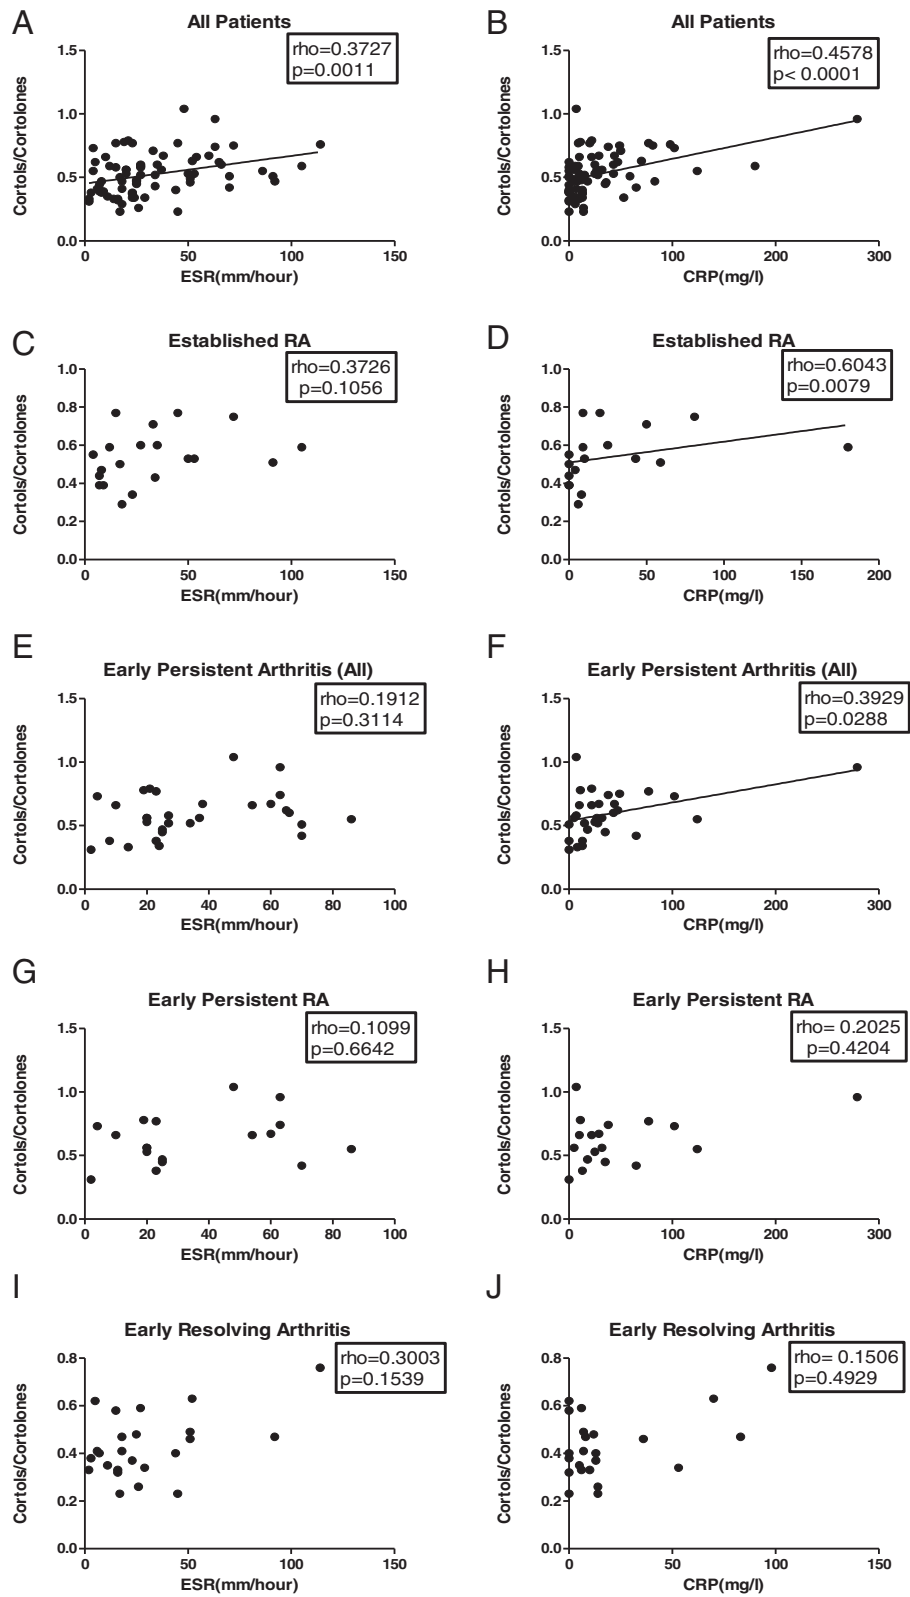 A
All Patients
rho=0.3727
p=0.0011
Cortols/Cortolones
1.5
1.0
0.5
0.0
0 50 100 150
ESR(mm/hour)
B
All Patients
rho=0.4578
p< 0.0001
Cortols/Cortolones
1.5
1.0
0.5
0.0
0 100 200 300
CRP(mg/l)
C
Established RA
rho=0.3726
p=0.1056
Cortols/Cortolones
1.0
0.8
0.6
0.4
0.2
0.0
0 50 100 150
ESR(mm/hour)
D
Established RA
rho=0.6043
p=0.0079
Cortols/Cortolones
1.0
0.8
0.6
0.4
0.2
0.0
0 50 100 150 200
CRP(mg/l)
E
Early Persistent Arthritis (All)
rho=0.1912
p=0.3114
Cortols/Cortolones
1.5
1.0
0.5
0.0
0 20 40 60 80 100
ESR(mm/hour)
F
Early Persistent Arthritis (All)
rho=0.3929
p=0.0288
Cortols/Cortolones
1.5
1.0
0.5
0.0
0 100 200 300
CRP(mg/l)
G
Early Persistent RA
rho=0.1099
p=0.6642
Cortols/Cortolones
1.5
1.0
0.5
0.0
0 20 40 60 80 100
ESR(mm/hour)
H
Early Persistent RA
rho= 0.2025
p=0.4204
Cortols/Cortolones
1.5
1.0
0.5
0.0
0 100 200 300
CRP(mg/l)
I
Early Resolving Arthritis
rho=0.3003
p=0.1539
Cortols/Cortolones
0.8
0.6
0.4
0.2
0.0
0 50 100 150
ESR(mm/hour)
J
Early Resolving Arthritis
rho= 0.1506
p=0.4929
Cortols/Cortolones
0.8
0.6
0.4
0.2
0.0
0 50 100 150
CRP(mg/l)